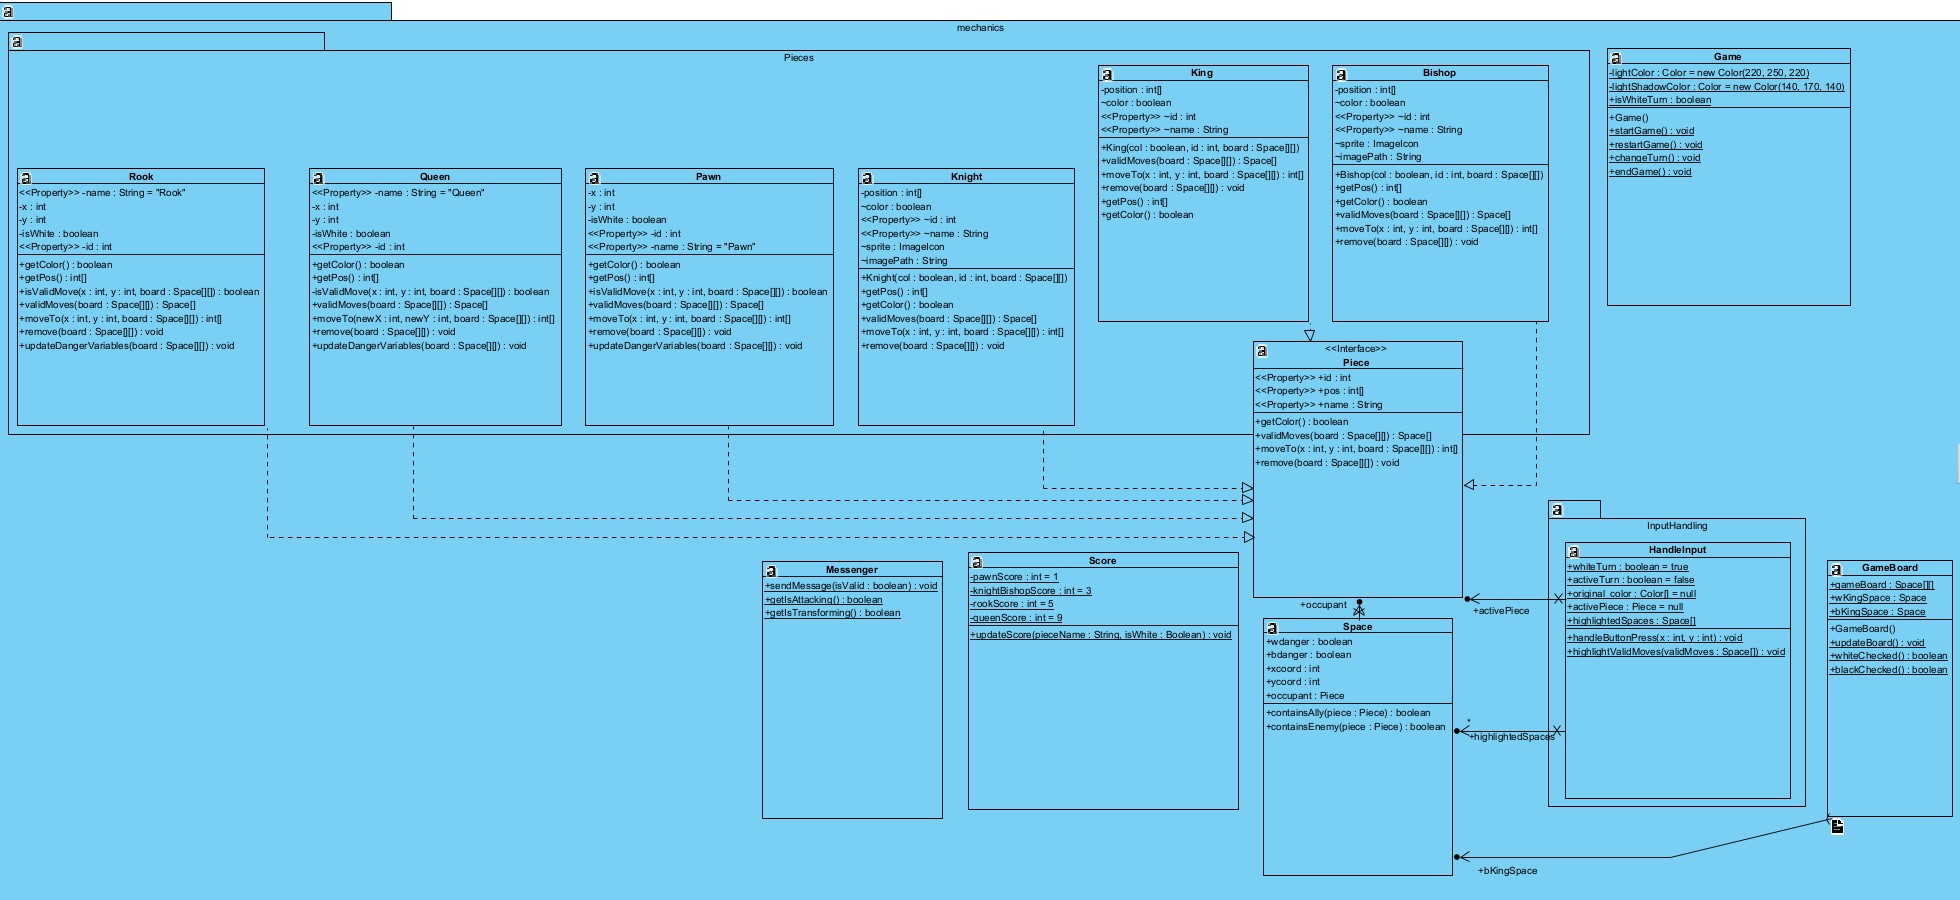 mechanics
Pieces
King
-position : int[]
~color : boolean
<<Property>> ~id : int
<<Property>> ~name : String
+King(col : boolean, id : int, board : Space[][])
+validMoves(board : Space[][]) : Space[]
+moveTo(x : int, y : int, board : Space[][]) : int[]
+remove(board : Space[][]) : void
+getPos() : int[]
+getColor() : boolean
Bishop
-position : int[]
~color : boolean
<<Property>> ~id : int
<<Property>> ~name : String
~sprite : ImageIcon
~imagePath : String
+Bishop(col : boolean, id : int, board : Space[][])
+getPos() : int[]
+getColor() : boolean
+validMoves(board : Space[][]) : Space[]
+moveTo(x : int, y : int, board : Space[][]) : int[]
+remove(board : Space[][]) : void
Game
-lightColor : Color = new Color(220, 250, 220)
-lightShadowColor : Color = new Color(140, 170, 140)
+isWhiteTurn : boolean
+Game()
+startGame() : void
+restartGame() : void
+changeTurn() : void
+endGame() : void
Rook
<<Property>> -name : String = "Rook"
-x : int
-y : int
-isWhite : boolean
<<Property>> -id : int
+getColor() : boolean
+getPos() : int[]
+isValidMove(x : int, y : int, board : Space[][]) : boolean
+validMoves(board : Space[][]) : Space[]
+moveTo(x : int, y : int, board : Space[][]) : int[]
+remove(board : Space[][]) : void
+updateDangerVariables(board : Space[][]) : void
Queen
<<Property>> -name : String = "Queen"
-x : int
-y : int
-isWhite : boolean
<<Property>> -id : int
+getColor() : boolean
+getPos() : int[]
-isValidMove(x : int, y : int, board : Space[][]) : boolean
+validMoves(board : Space[][]) : Space[]
+moveTo(newX : int, newY : int, board : Space[][]) : int[]
+remove(board : Space[][]) : void
+updateDangerVariables(board : Space[][]) : void
Pawn
-x : int
-y : int
-isWhite : boolean
<<Property>> -id : int
<<Property>> -name : String = "Pawn"
+getColor() : boolean
+getPos() : int[]
+isValidMove(x : int, y : int, board : Space[][]) : boolean
+validMoves(board : Space[][]) : Space[]
+moveTo(x : int, y : int, board : Space[][]) : int[]
+remove(board : Space[][]) : void
+updateDangerVariables(board : Space[][]) : void
Knight
-position : int[]
~color : boolean
<<Property>> ~id : int
<<Property>> ~name : String
~sprite : ImageIcon
~imagePath : String
+Knight(col : boolean, id : int, board : Space[][])
+getPos() : int[]
+getColor() : boolean
+validMoves(board : Space[][]) : Space[]
+moveTo(x : int, y : int, board : Space[][]) : int[]
+remove(board : Space[][]) : void
<<Interface>>
Piece
<<Property>> +id : int
<<Property>> +pos : int[]
<<Property>> +name : String
+getColor() : boolean
+validMoves(board : Space[][]) : Space[]
+moveTo(x : int, y : int, board : Space[][]) : int[]
+remove(board : Space[][]) : void
Messenger
+sendMessage(isValid : boolean) : void
+getIsAttacking() : boolean
+getIsTransforming() : boolean
Score
-pawnScore : int = 1
-knightBishopScore : int = 3
-rookScore : int = 5
-queenScore : int = 9
+updateScore(pieceName : String, isWhite : Boolean) : void
+occupant
Space
+wdanger : boolean
+bdanger : boolean
+xcoord : int
+ycoord : int
+occupant : Piece
+containsAlly(piece : Piece) : boolean
+containsEnemy(piece : Piece) : boolean
+activePiece
*
+highlightedSpaces
+bKingSpace
InputHandling
HandleInput
+whiteTurn : boolean = true
+activeTurn : boolean = false
+original_color : Color[] = null
+activePiece : Piece = null
+highlightedSpaces : Space[]
+handleButtonPress(x : int, y : int) : void
+highlightValidMoves(validMoves : Space[]) : void
GameBoard
+gameBoard : Space[][]
+wKingSpace : Space
+bKingSpace : Space
+GameBoard()
+updateBoard() : void
+whiteChecked() : boolean
+blackChecked() : boolean